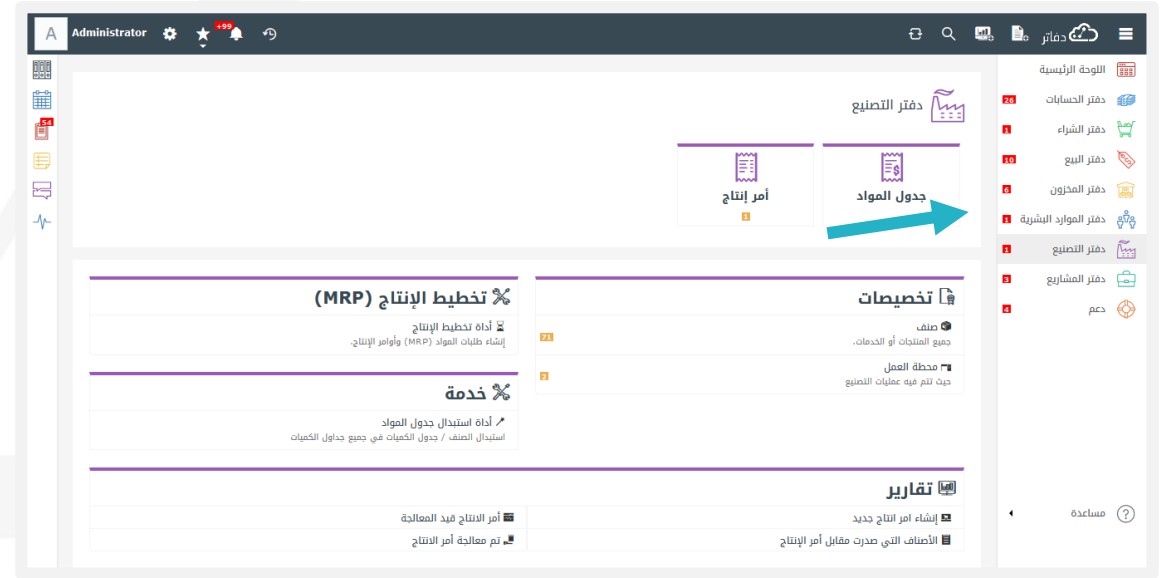 A Administrator +99 دفاتر
54
اللوحة الرئيسية
دفتر الحسابات 26
دفتر الشراء 1
دفتر البيع 10
دفتر المخزون 6
دفتر الموارد البشرية 1
دفتر التصنيع 1
دفتر المشاريع 3
دعم 4
مساعدة
دفتر التصنيع
جدول المواد
أمر إنتاج
1
تخصيصات
صنف
جميع المنتجات أو الخدمات.
71
محطة العمل
حيث تتم فيه عمليات التصنيع
2
تخطيط الإنتاج (MRP)
أداة تخطيط الإنتاج
إنشاء طلبات المواد (MRP) وأوامر الإنتاج.
خدمة
أداة استبدال جدول المواد
استبدال الصنف / جدول الكميات في جميع جداول الكميات
تقارير
إنشاء امر انتاج جديد
أمر الانتاج قيد المعالجة
الأصناف التي صدرت مقابل أمر الإنتاج
تم معالجة أمر الانتاج